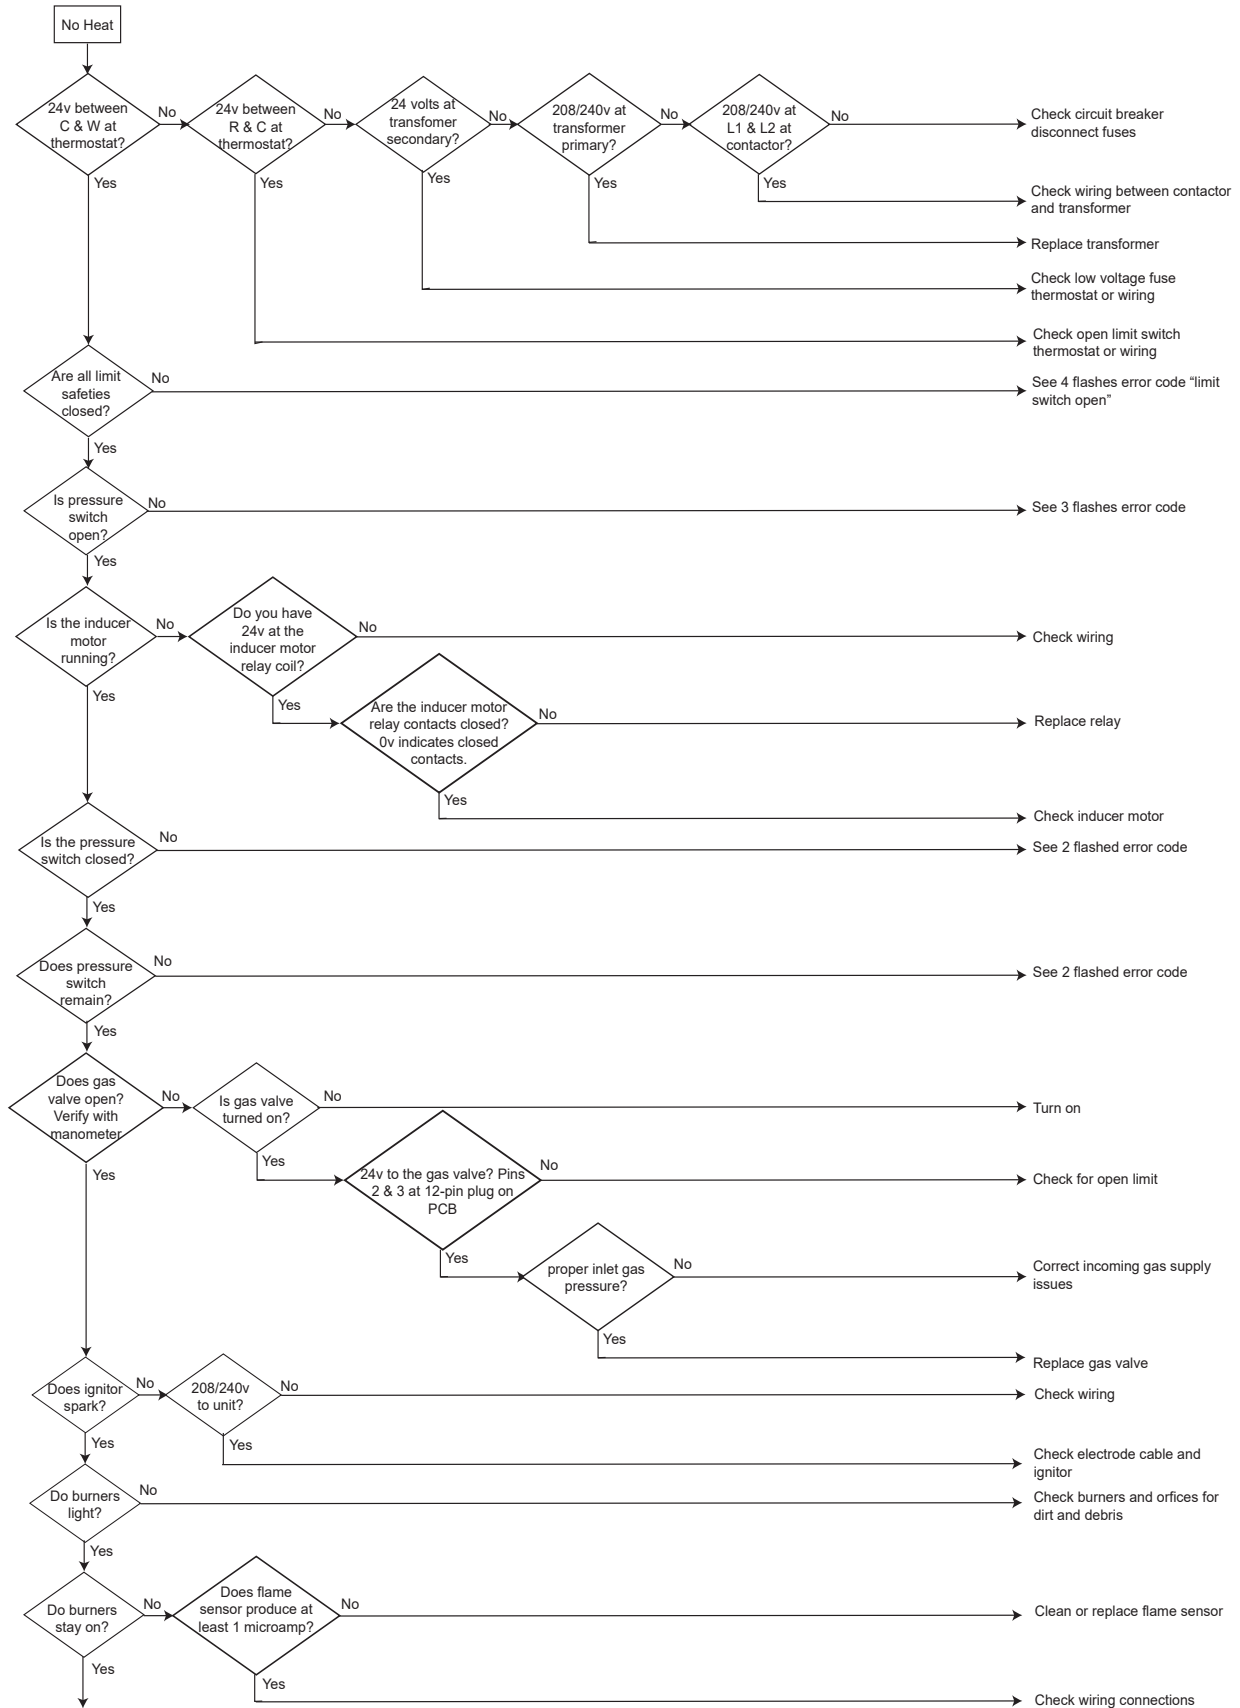 No Heat
24v between
C & W at
thermostat?
No
24v between
R & C at
thermostat?
No
24 volts at
transfomer
secondary?
No
208/240v at
transformer
primary?
No
208/240v at
L1 & L2 at
contactor?
No
Check circuit breaker
disconnect fuses
Yes
Yes
Yes
Yes
Yes
Check wiring between contactor
and transformer
Replace transformer
Check low voltage fuse
thermostat or wiring
Check open limit switch
thermostat or wiring
Are all limit
safeties
closed?
No
See 4 flashes error code “limit
switch open”
Yes
Is pressure
switch
open?
No
See 3 flashes error code
Yes
Is the inducer
motor
running?
No
Do you have
24v at the
inducer motor
relay coil?
No
Check wiring
Yes
Yes
Are the inducer motor
relay contacts closed?
0v indicates closed
contacts.
No
Replace relay
Yes
Check inducer motor
Is the pressure
switch closed?
No
See 2 flashed error code
Yes
Does pressure
switch
remain?
No
See 2 flashed error code
Yes
Does gas
valve open?
Verify with
manometer
No
Is gas valve
turned on?
No
Turn on
Yes
Yes
24v to the gas valve? Pins
2 & 3 at 12-pin plug on
PCB
No
Check for open limit
Yes
proper inlet gas
pressure?
No
Correct incoming gas supply
issues
Yes
Replace gas valve
Does ignitor
spark?
No
208/240v
to unit?
No
Check wiring
Yes
Yes
Check electrode cable and
ignitor
Do burners
light?
No
Check burners and orfices for
dirt and debris
Yes
Do burners
stay on?
No
Does flame
sensor produce at
least 1 microamp?
No
Clean or replace flame sensor
Yes
Yes
Check wiring connections